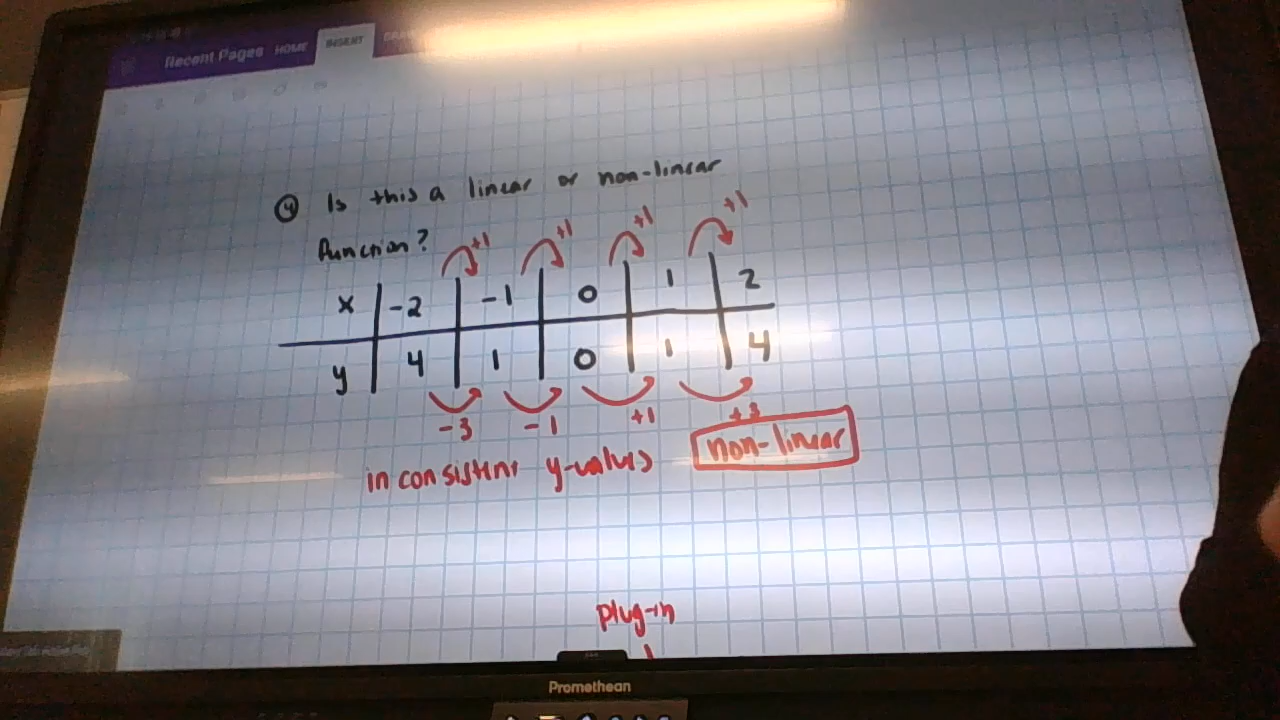 Recent Pages HOME INSERT DRAW
④ Is this a linear or non-linear
function?
+1 +1 +1 +1
x -2 -1 0 1 2
y 4 1 0 1 4
-3 -1 +1 +3
inconsistent y-values non-linear
plug-in
Promethean